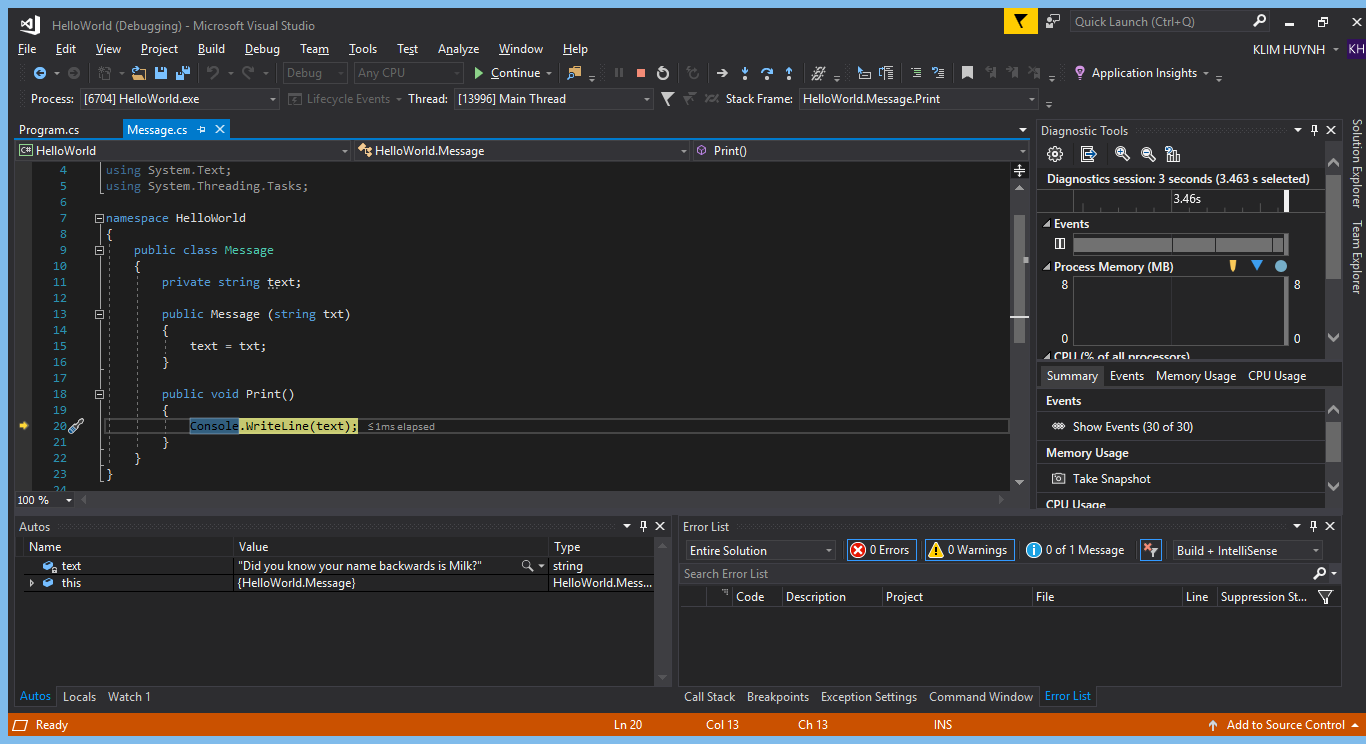 HelloWorld (Debugging) - Microsoft Visual Studio
Quick Launch (Ctrl+Q)
File Edit View Project Build Debug Team Tools Test Analyze Window Help
KLIM HUYNH KH
Debug Any CPU Continue Application Insights
Process: [6704] HelloWorld.exe Lifecycle Events Thread: [13996] Main Thread Stack Frame: HelloWorld.Message.Print
Program.cs Message.cs
C# HelloWorld HelloWorld.Message Print()
4 using System.Text;
5 using System.Threading.Tasks;
6
7 namespace HelloWorld
8 {
9 public class Message
10 {
11 private string text;
12
13 public Message (string txt)
14 {
15 text = txt;
16 }
17
18 public void Print()
19 {
20 Console.WriteLine(text); ≤1ms elapsed
21 }
22 }
23 }
24
100 %
Diagnostic Tools
Diagnostics session: 3 seconds (3.463 s selected)
3.46s
Events
Process Memory (MB)
8 8
0 0
CPU (% of all processors)
Summary Events Memory Usage CPU Usage
Events
Show Events (30 of 30)
Memory Usage
Take Snapshot
CPU Usage
Solution Explorer
Team Explorer
Autos
Name Value Type
text "Did you know your name backwards is Milk?" string
this {HelloWorld.Message} HelloWorld.Mess...
Autos Locals Watch 1
Error List
Entire Solution 0 Errors 0 Warnings 0 of 1 Message Build + IntelliSense
Search Error List
Code Description Project File Line Suppression St...
Call Stack Breakpoints Exception Settings Command Window Error List
Ready Ln 20 Col 13 Ch 13 INS Add to Source Control